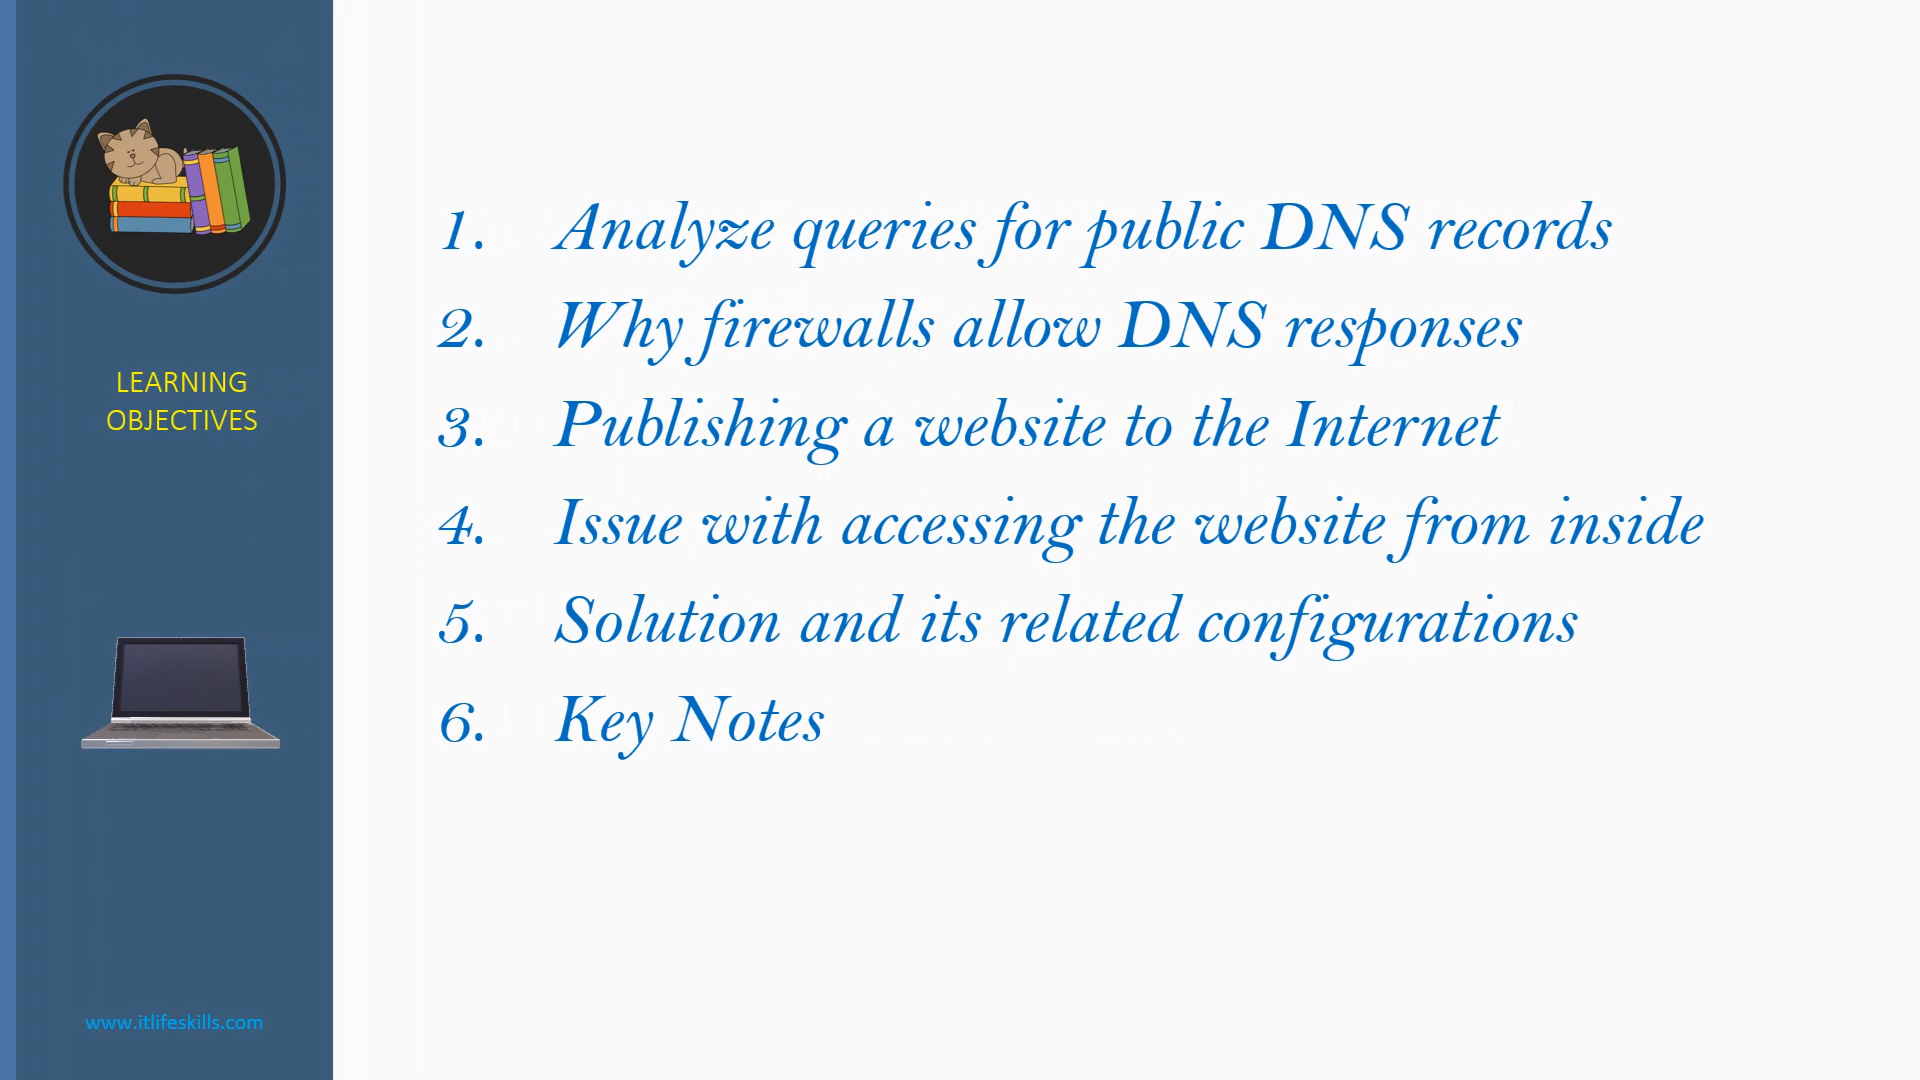 LEARNING
OBJECTIVES
www.itlifeskills.com
1. Analyze queries for public DNS records
2. Why firewalls allow DNS responses
3. Publishing a website to the Internet
4. Issue with accessing the website from inside
5. Solution and its related configurations
6. Key Notes